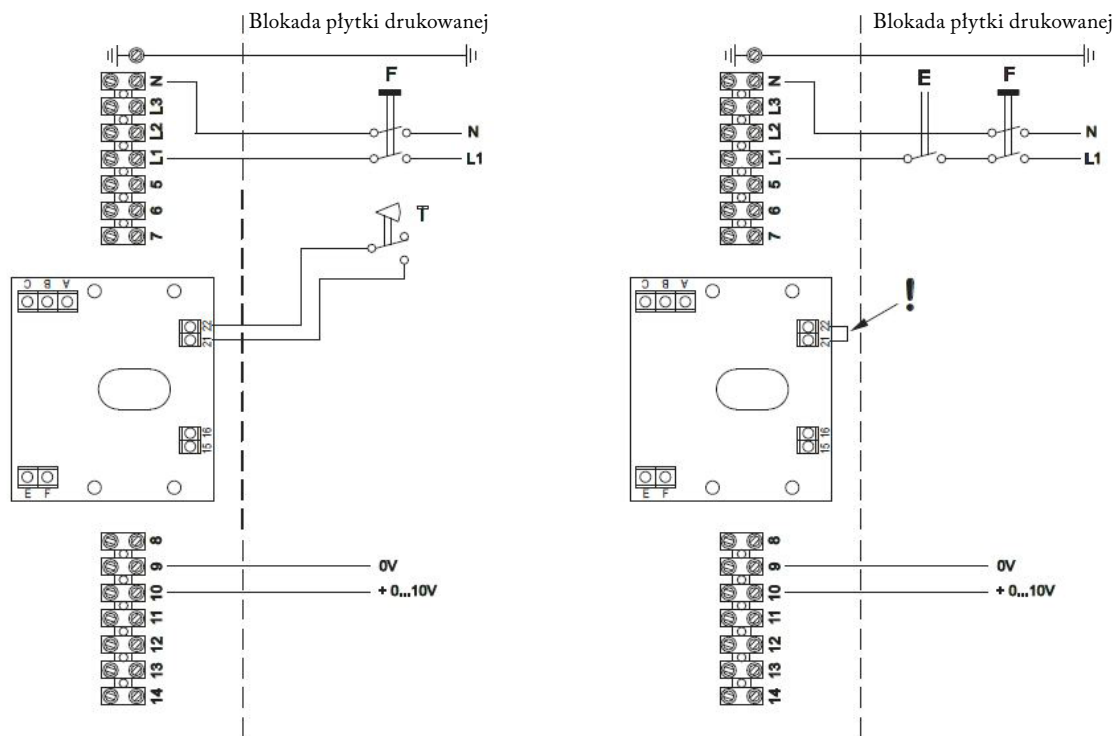 Blokada płytki drukowanej
F
N
L3
L2
L1
5
6
7
N
L1
T
C B A
22
21
16
15
E F
8
9
10
11
12
13
14
0V
+ 0...10V
Blokada płytki drukowanej
E
F
N
L3
L2
L1
5
6
7
N
L1
!
C B A
22
21
16
15
E F
8
9
10
11
12
13
14
0V
+ 0...10V